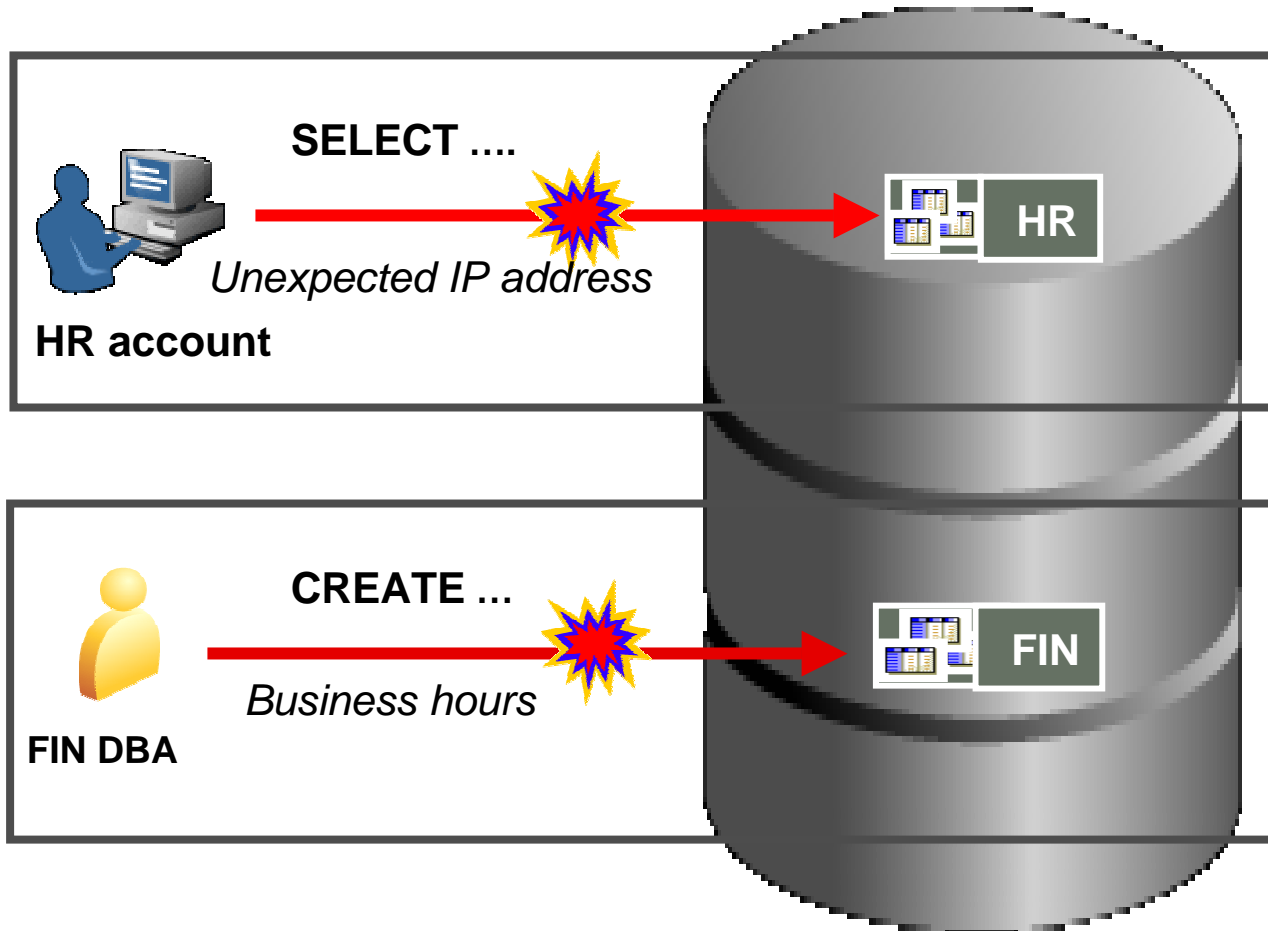 SELECT ....
HR
Unexpected IP address
HR account
CREATE ...
FIN
Business hours
FIN DBA